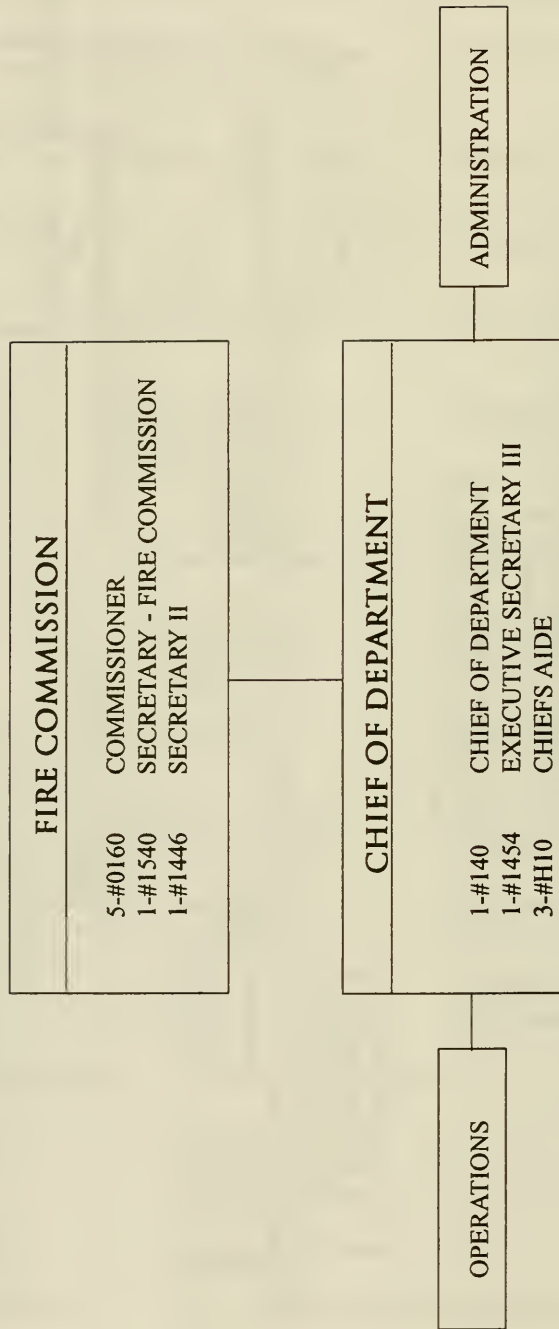 FIRE COMMISSION
5-#0160 COMMISSIONER
1-#1540 SECRETARY - FIRE COMMISSION
1-#1446 SECRETARY II
CHIEF OF DEPARTMENT
1-#140 CHIEF OF DEPARTMENT
1-#1454 EXECUTIVE SECRETARY III
3-#H10 CHIEFS AIDE
OPERATIONS
ADMINISTRATION